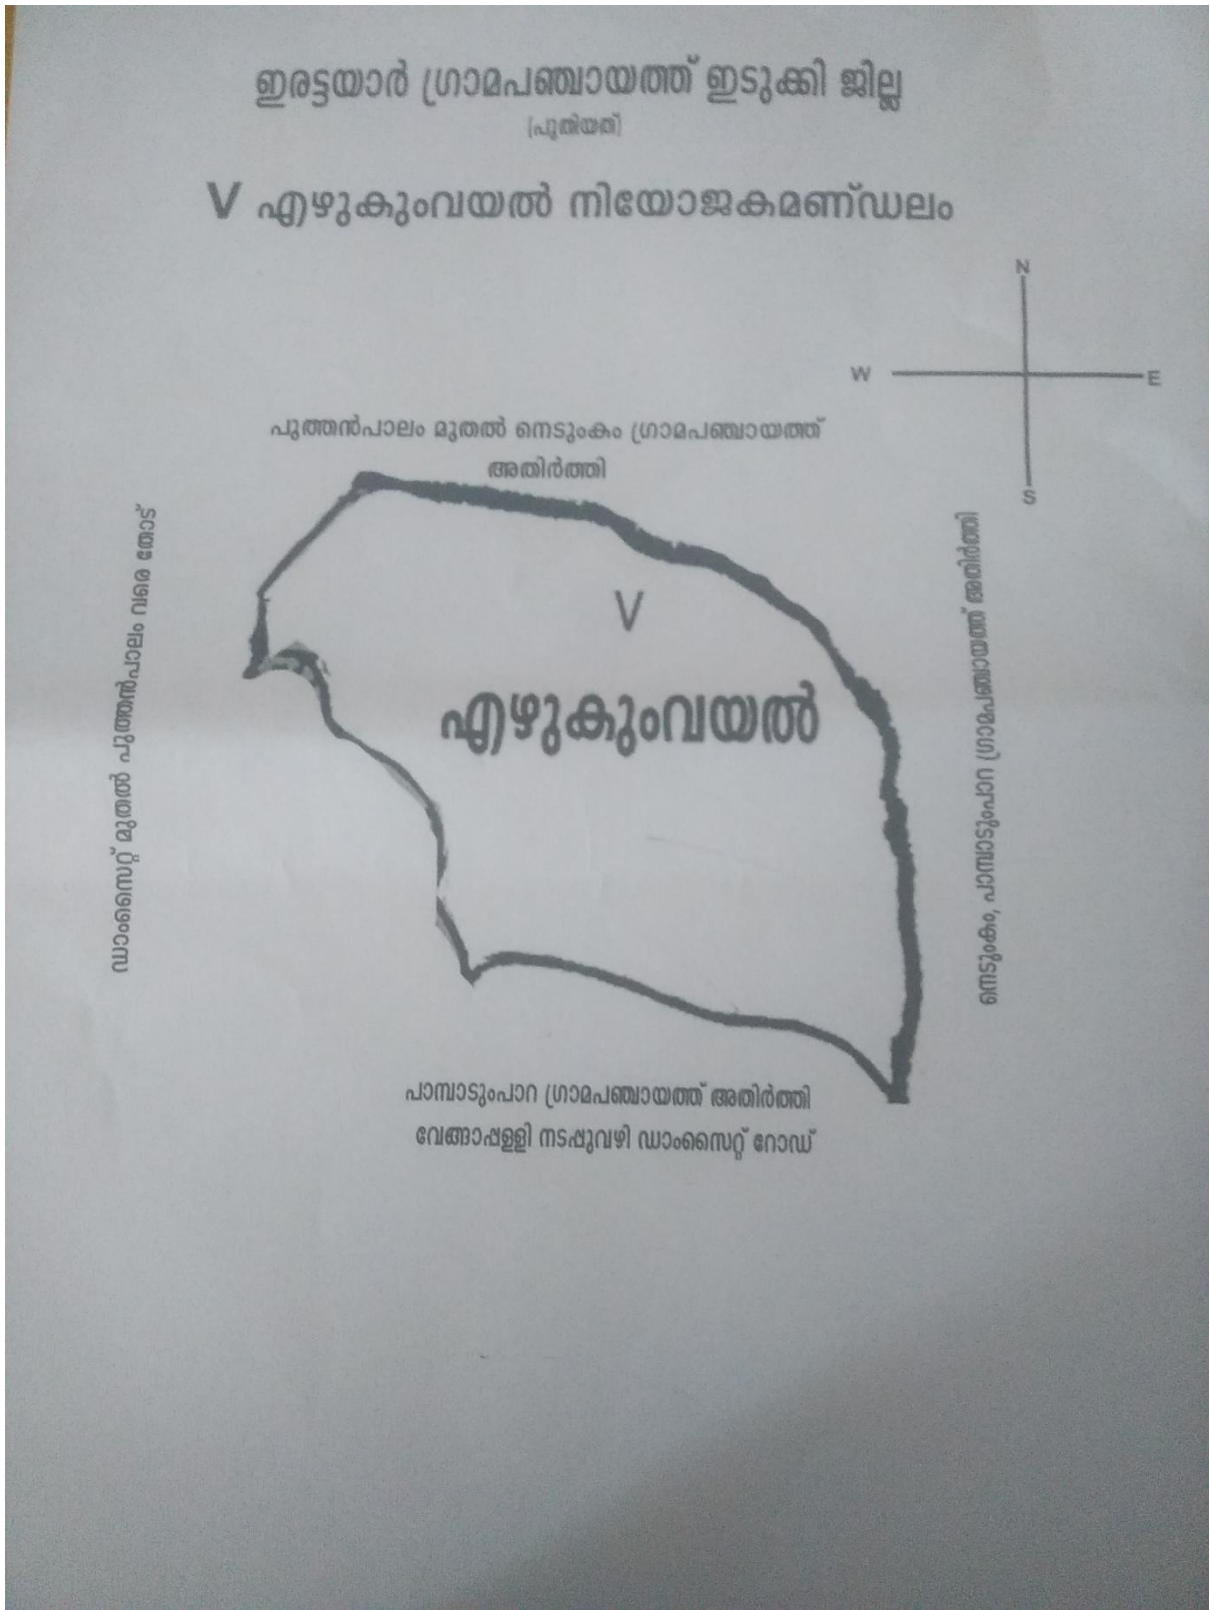 ഇരട്ടയാർ ഗ്രാമപഞ്ചായത്ത് ഇടുക്കി ജില്ല
(പുതിയത്)
V എഴുകുംവയൽ നിയോജകമണ്ഡലം
N
W
E
S
പുത്തൻപാലം മുതൽ നെടുംകം ഗ്രാമപഞ്ചായത്ത്
അതിർത്തി
ഡാംസൈറ്റ് മുതൽ പുത്തൻപാലം വരെ തോട്
നെടുംകം, പാമ്പാടുംപാറ ഗ്രാമപഞ്ചായത്ത് അതിർത്തി
V
എഴുകുംവയൽ
പാമ്പാടുംപാറ ഗ്രാമപഞ്ചായത്ത് അതിർത്തി
വേങ്ങാപ്പള്ളി നടപ്പുവഴി ഡാംസൈറ്റ് റോഡ്